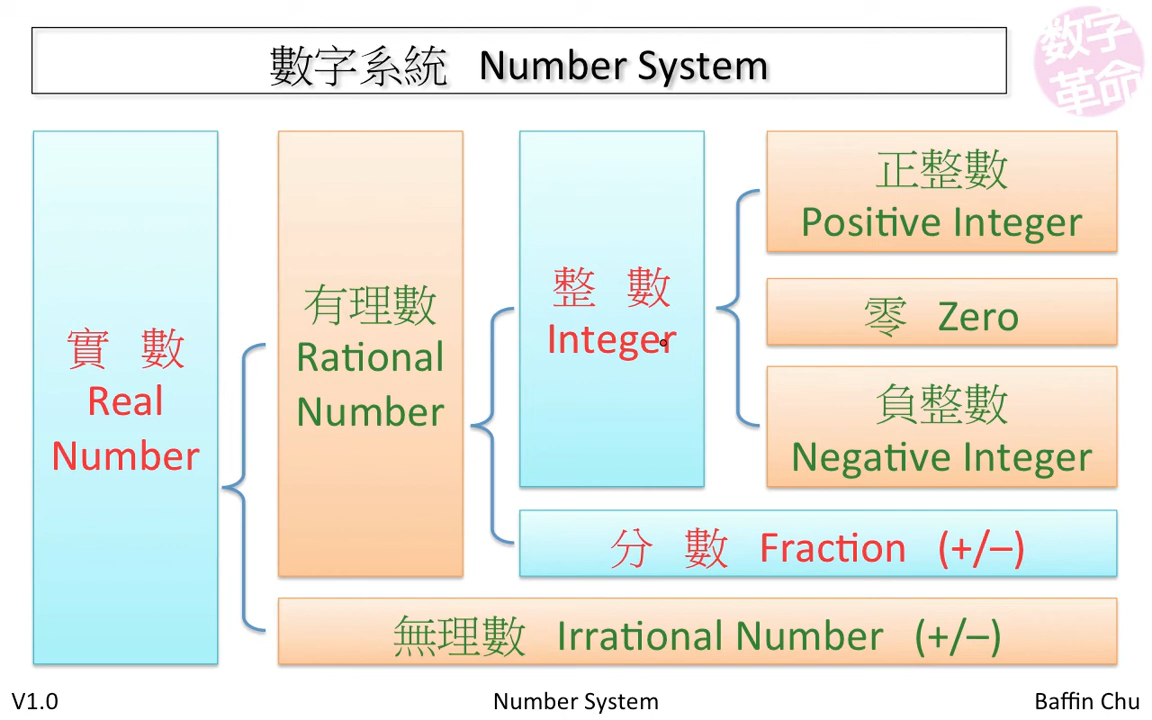 數字系統 Number System
数字
革命
實 數
Real
Number
有理數
Rational
Number
整 數
Integer
正整數
Positive Integer
零 Zero
負整數
Negative Integer
分 數 Fraction (+/–)
無理數 Irrational Number (+/–)
V1.0
Number System
Baffin Chu